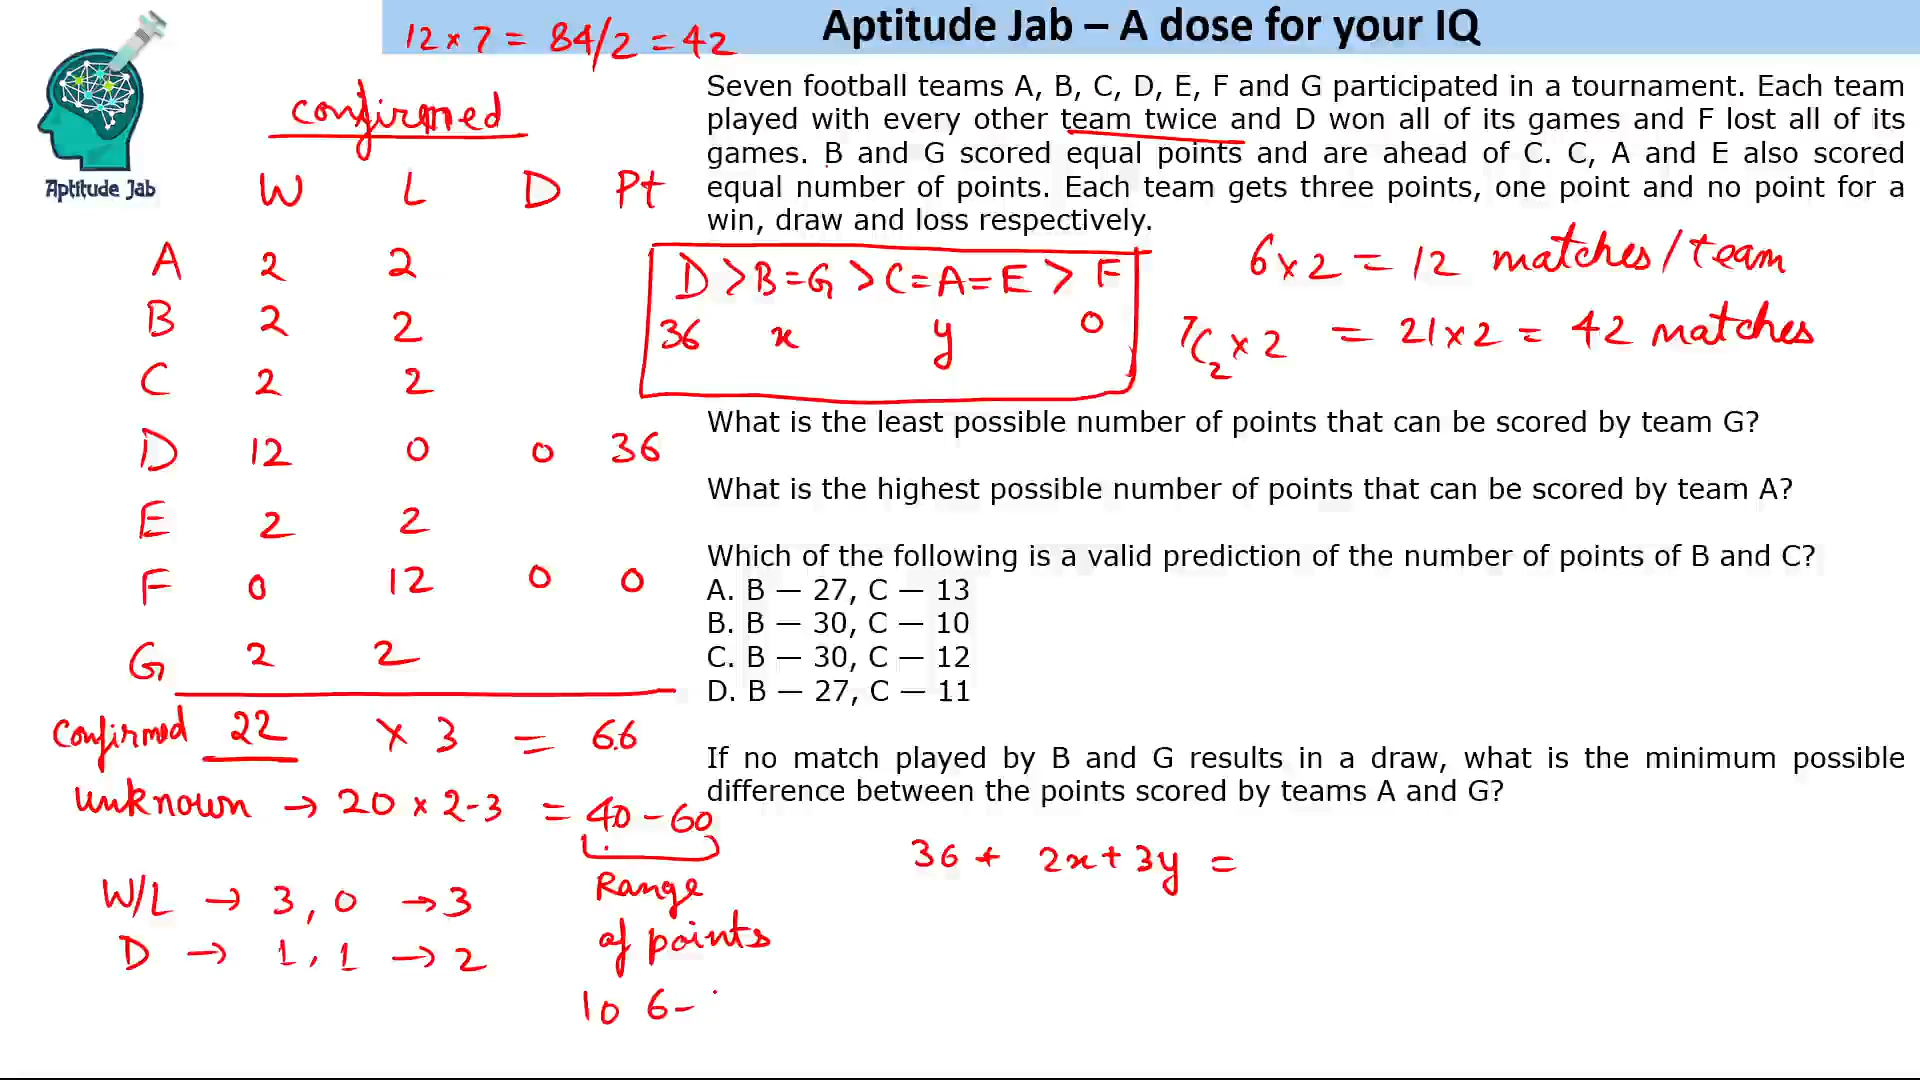 Aptitude Jab – A dose for your IQ
12 × 7 = 84/2 = 42
Aptitude Jab
Seven football teams A, B, C, D, E, F and G participated in a tournament. Each team
played with every other team twice and D won all of its games and F lost all of its
games. B and G scored equal points and are ahead of C. C, A and E also scored
equal number of points. Each team gets three points, one point and no point for a
win, draw and loss respectively.
confirmed
W L D Pt
A 2 2
B 2 2
C 2 2
D 12 0 0 36
E 2 2
F 0 12 0 0
G 2 2
confirmed 22 × 3 = 66
unknown → 20 × 2-3 = 40 - 60
Range
of points
W/L → 3, 0 → 3
D → 1, 1 → 2
10 6 -
D > B = G > C = A = E > F
36 x y 0
6 × 2 = 12 matches/team
7C2 × 2 = 21 × 2 = 42 matches
What is the least possible number of points that can be scored by team G?
What is the highest possible number of points that can be scored by team A?
Which of the following is a valid prediction of the number of points of B and C?
A. B — 27, C — 13
B. B — 30, C — 10
C. B — 30, C — 12
D. B — 27, C — 11
If no match played by B and G results in a draw, what is the minimum possible
difference between the points scored by teams A and G?
36 + 2x + 3y =